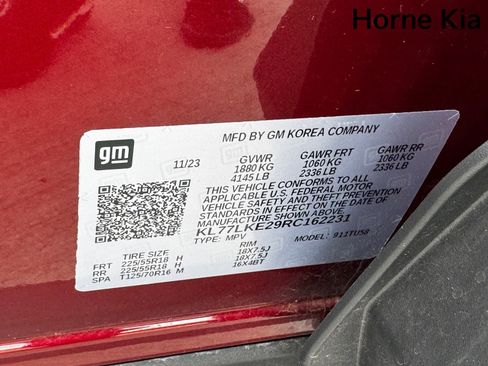 Horne Kia
gm
MFD BY GM KOREA COMPANY
11/23 GVWR GAWR FRT GAWR RR
1880 KG 1060 KG 1060 KG
4145 LB 2336 LB 2336 LB
THIS VEHICLE CONFORMS TO ALL
APPLICABLE U.S. FEDERAL MOTOR
VEHICLE SAFETY AND THEFT PREVENTION
STANDARDS IN EFFECT ON THE DATE OF
MANUFACTURE SHOWN ABOVE.
KL77LKE29RC162231
TYPE: MPV MODEL: 911TU58
TIRE SIZE RIM
FRT 225/55R18 H 18X7.5J
RR 225/55R18 H 18X7.5J
SPA T125/70R16 M 16X4BT